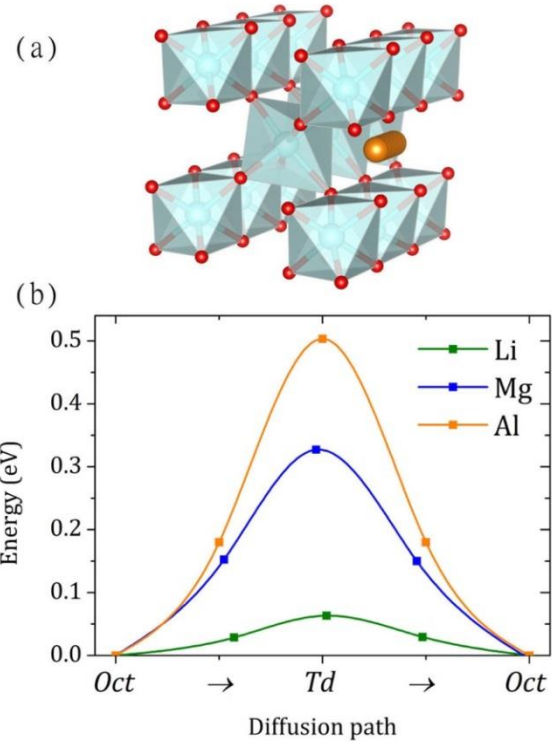 (a)
(b)
0.5
0.4
0.3
0.2
0.1
0.0
Energy (eV)
Li
Mg
Al
Oct → Td → Oct
Diffusion path